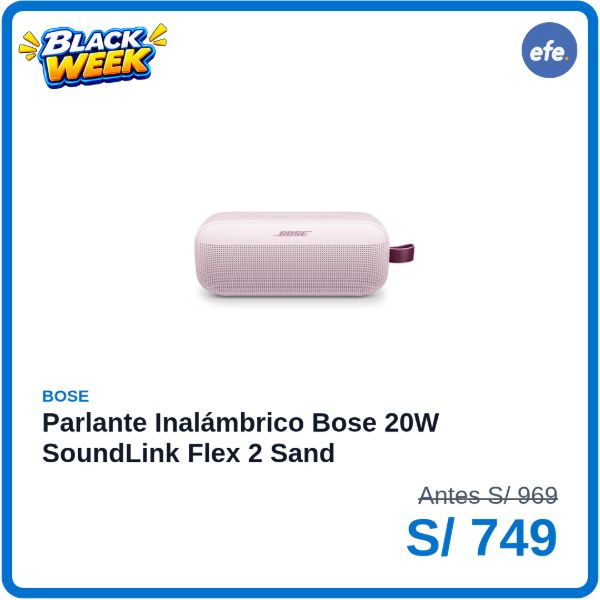 BLACK
WEEK
efe.
BOSE
BOSE
Parlante Inalámbrico Bose 20W
SoundLink Flex 2 Sand
Antes S/ 969
S/ 749